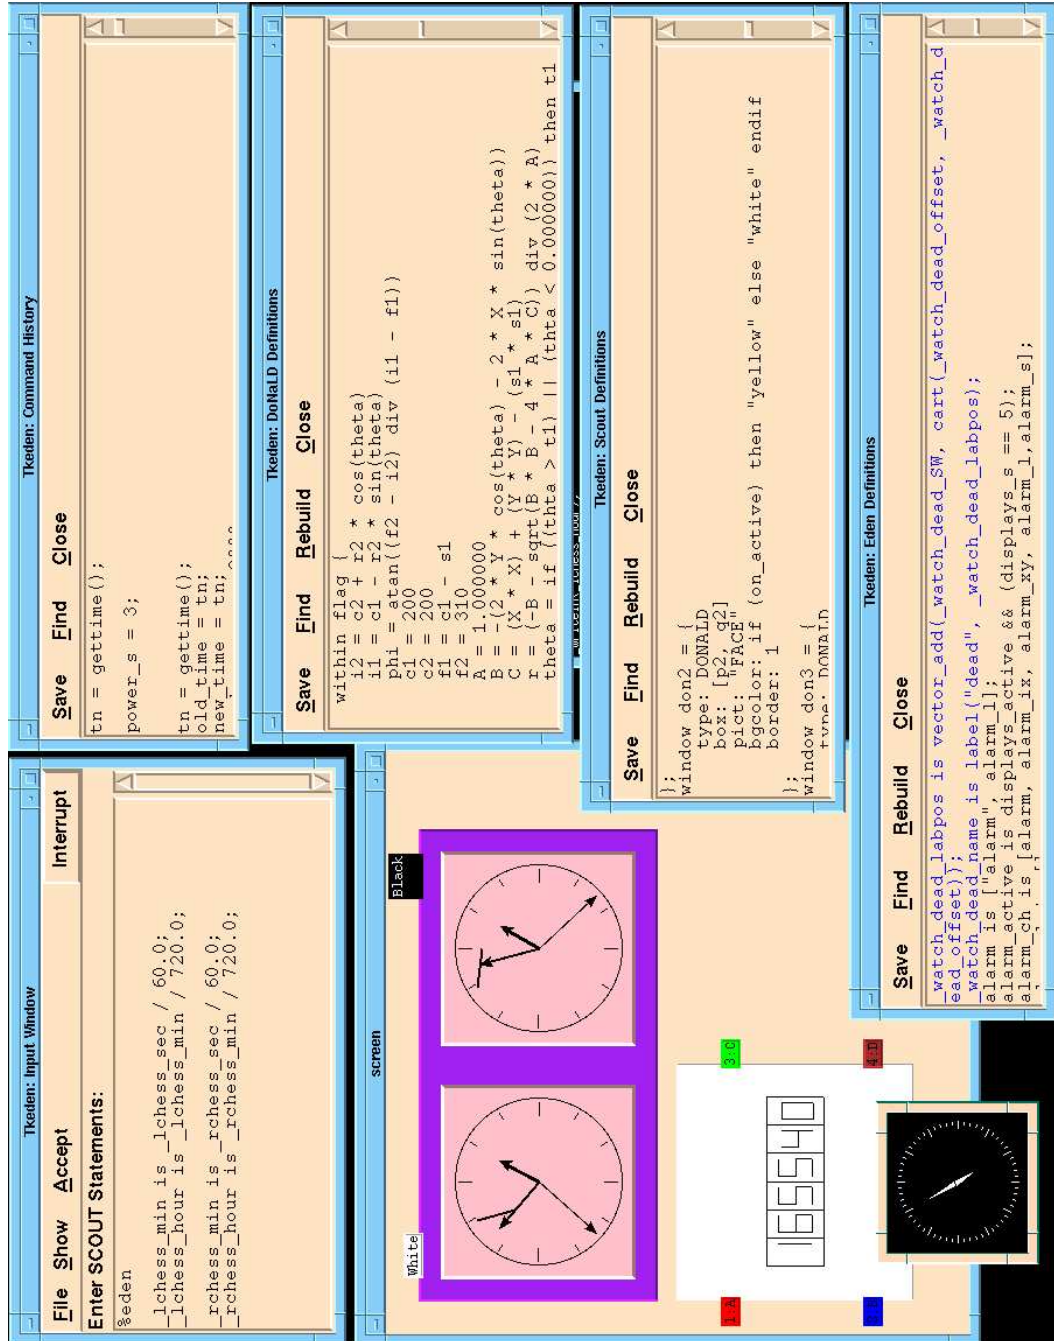 Tkeden: Input Window
File Show Accept Interrupt
Enter SCOUT Statements:
%eden
_lchess_min is _lchess_sec / 60.0;
_lchess_hour is _lchess_min / 720.0;
_rchess_min is _rchess_sec / 60.0;
_rchess_hour is _rchess_min / 720.0;
Tkeden: Command History
Save Find Close
tn = gettime();
power_s = 3;
tn = gettime();
old_time = tn;
new_time = tn;
screen
White
Black
1:A
3:C
4:D
165540
Tkeden: DoNaLD Definitions
Save Find Rebuild Close
within flag {
i2 = c2 + r2 * cos(theta)
i1 = c1 - r2 * sin(theta)
phi = atan((f2 - i2) div (i1 - f1))
c1 = 200
c2 = 200
f1 = c1 - s1
f2 = 310
A = 1.000000
B = -(2 * Y * cos(theta) - 2 * X * sin(theta))
C = (X * X) + (Y * Y) - (s1 * s1)
r = (-B - sqrt(B * B - 4 * A * C)) div (2 * A)
theta = if ((thta > t1) || (thta < 0.0000000)) then t1
Tkeden: Scout Definitions
Save Find Rebuild Close
};
window don2 = {
type: DONALD
box: [p2, q2]
pict: "FACE"
bgcolor: if (on_active) then "yellow" else "white" endif
border: 1
};
window don3 = {
type: DONALD
Tkeden: Eden Definitions
Save Find Rebuild Close
_watch_dead_labpos is vector_add(_watch_dead_SW, cart(_watch_dead_offset, _watch_d
ead_offset));
_watch_dead_name is label("dead", _watch_dead_labpos);
alarm is ["alarm", alarm_l];
alarm_active is displays_active && (displays_s == 5);
alarm_ch is [alarm, alarm_ix, alarm_xy, alarm_l,alarm_s];